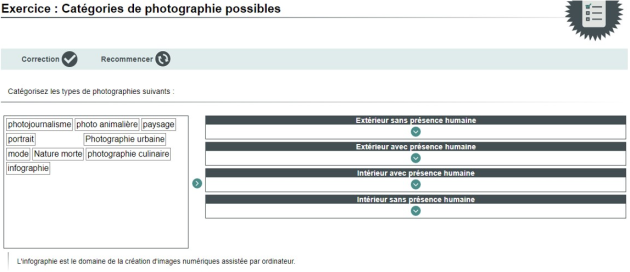 Exercice : Catégories de photographie possibles
Correction Recommencer
Catégorisez les types de photographies suivants :
photojournalisme photo animalière paysage
portrait Photographie urbaine
mode Nature morte photographie culinaire
infographie
Extérieur sans présence humaine
Extérieur avec présence humaine
Intérieur avec présence humaine
Intérieur sans présence humaine
L'infographie est le domaine de la création d'images numériques assistée par ordinateur.